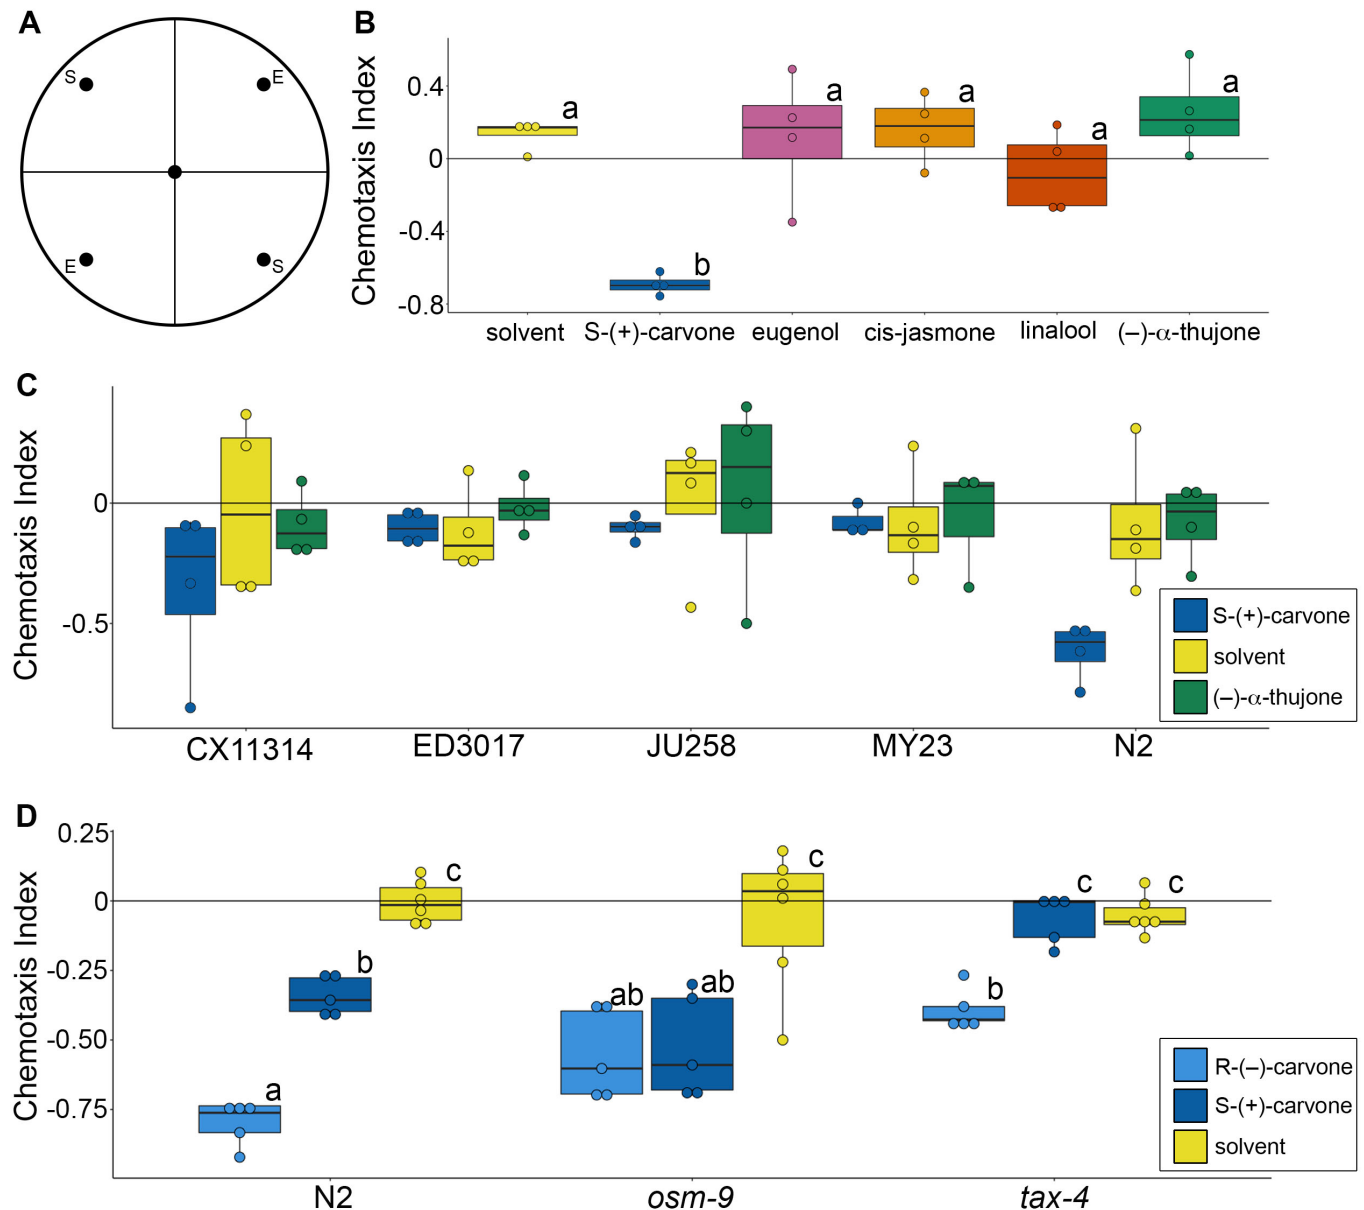 A
S
E
E
S
B
Chemotaxis Index
0.4
0
-0.4
-0.8
a
b
a
a
a
a
solvent
S-(+)-carvone
eugenol
cis-jasmone
linalool
(–)-α-thujone
C
Chemotaxis Index
0
-0.5
CX11314
ED3017
JU258
MY23
N2
S-(+)-carvone
solvent
(–)-α-thujone
D
Chemotaxis Index
0.25
0
-0.25
-0.50
-0.75
a
b
c
ab
ab
c
b
c
c
N2
osm-9
tax-4
R-(–)-carvone
S-(+)-carvone
solvent